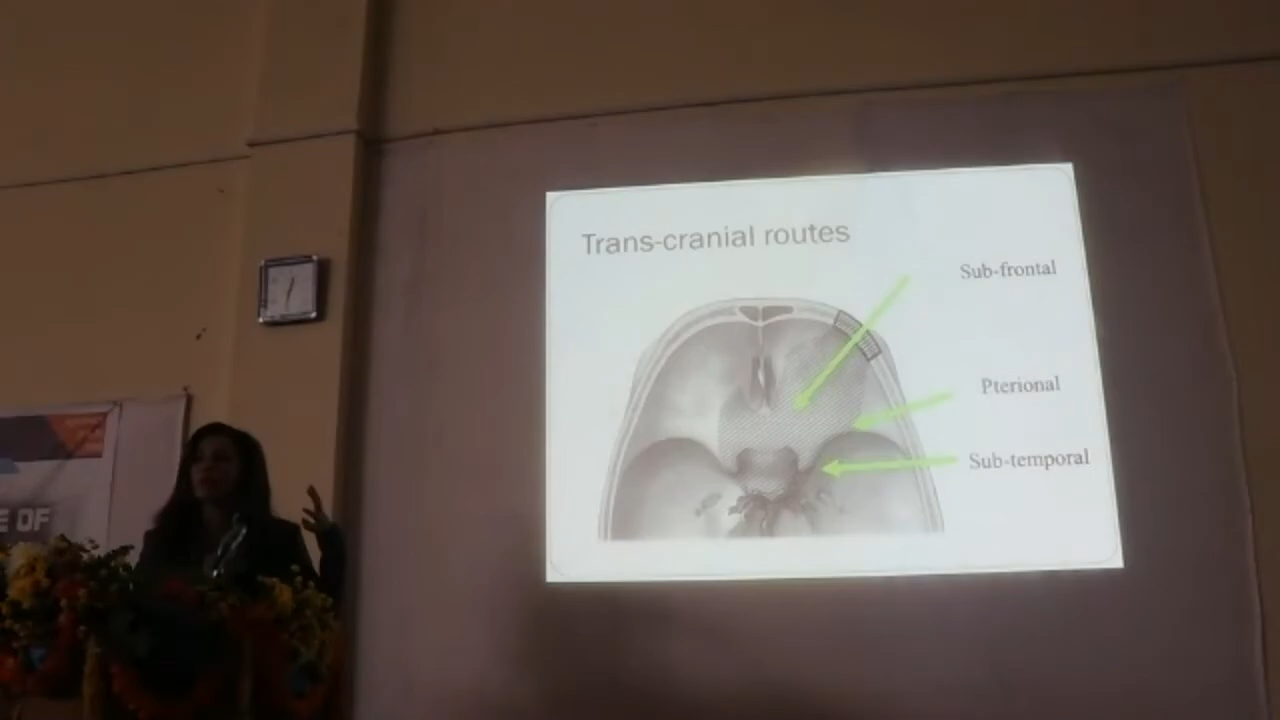 Trans-cranial routes
Sub-frontal
Pterional
Sub-temporal
E OF